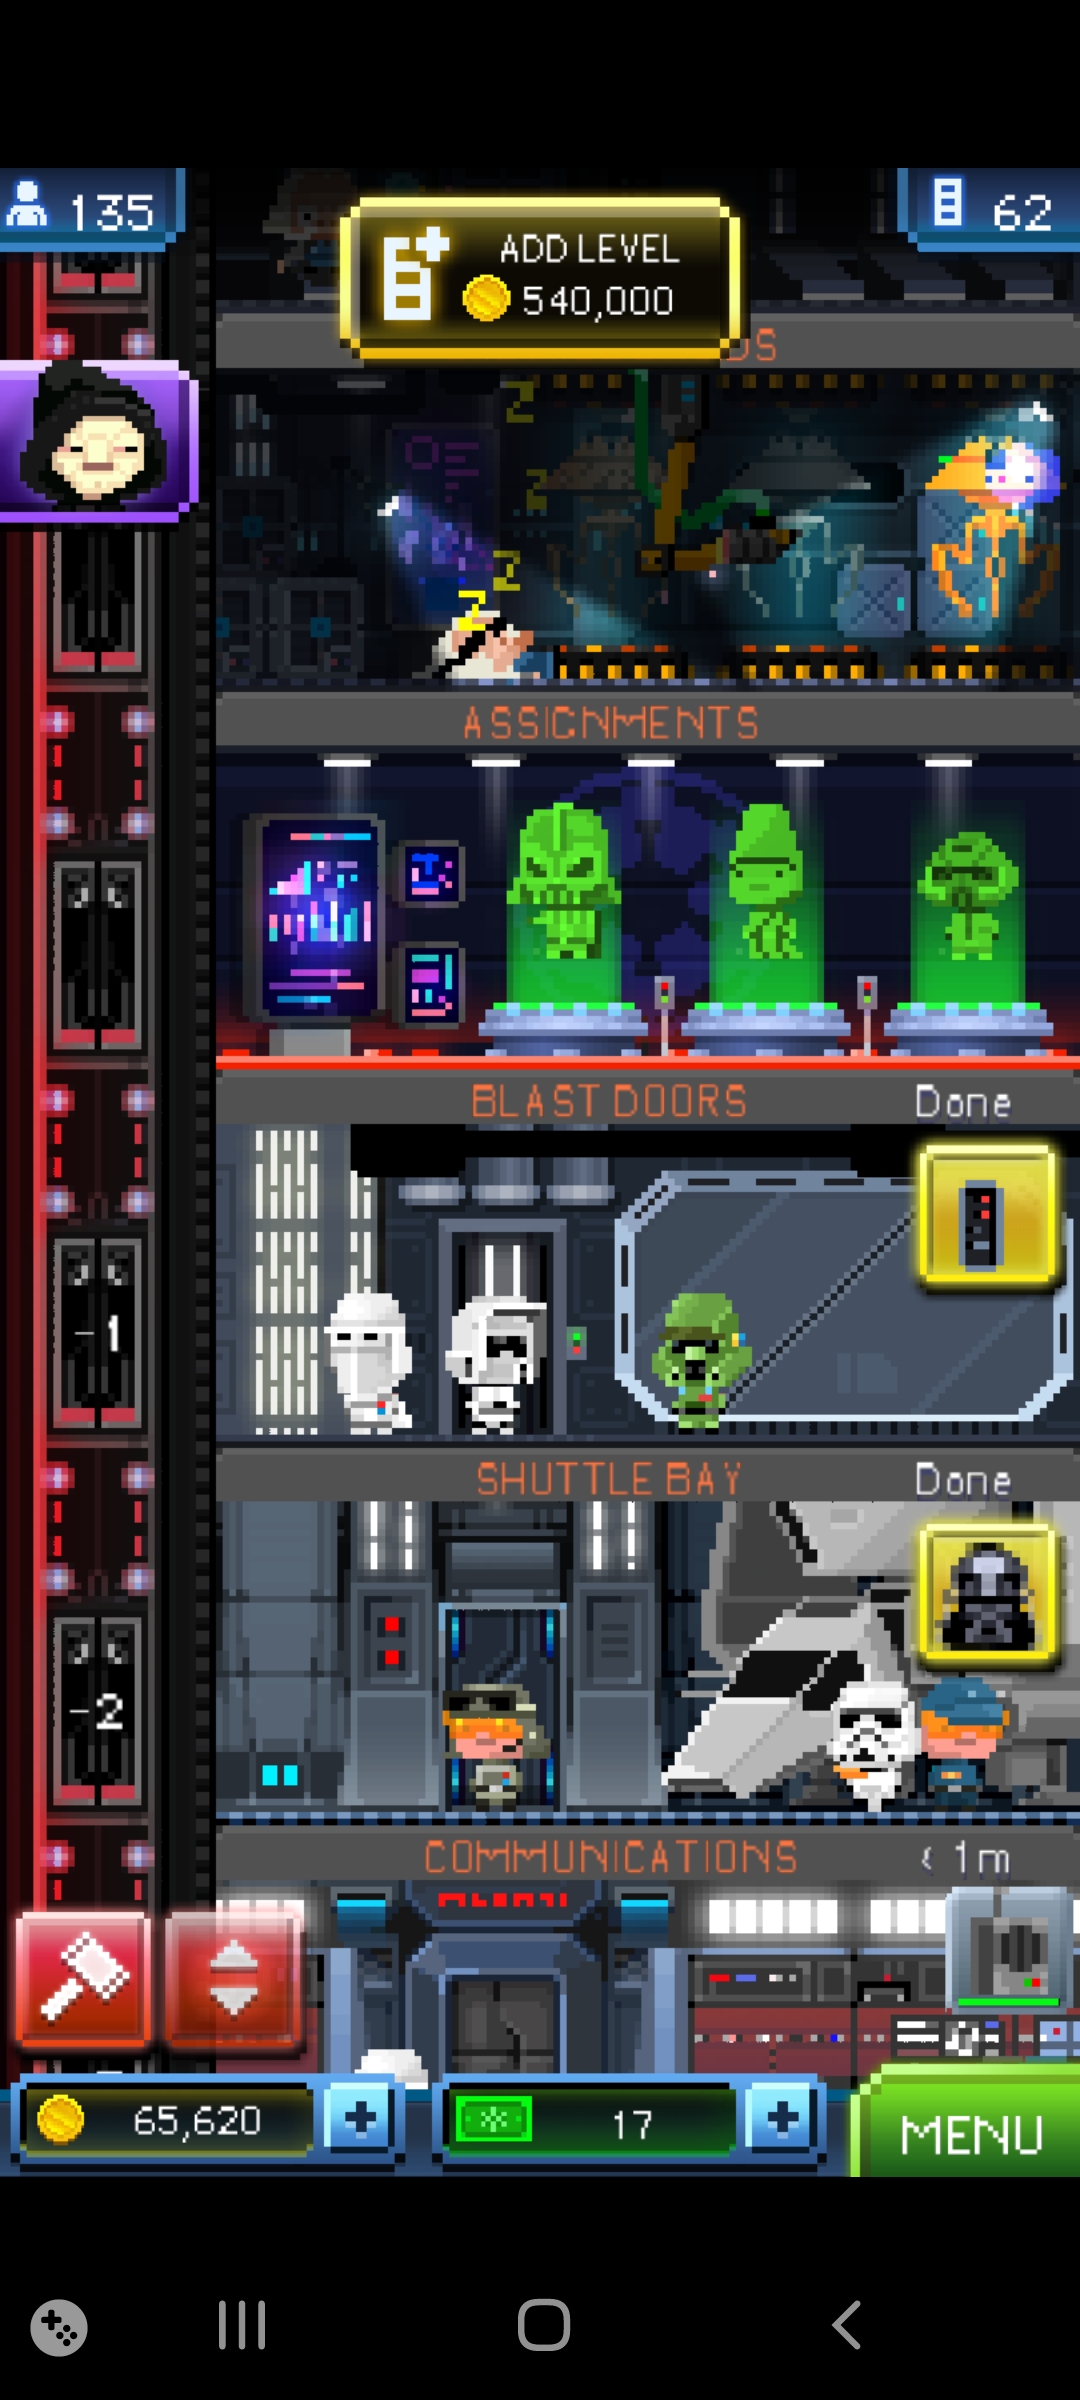 135
ADD LEVEL
540,000
62
DS
Z
Z
Z
Z
ASSIGNMENTS
BLAST DOORS Done
-1
SHUTTLE BAY Done
-2
COMMUNICATIONS < 1m
65,620
17
MENU